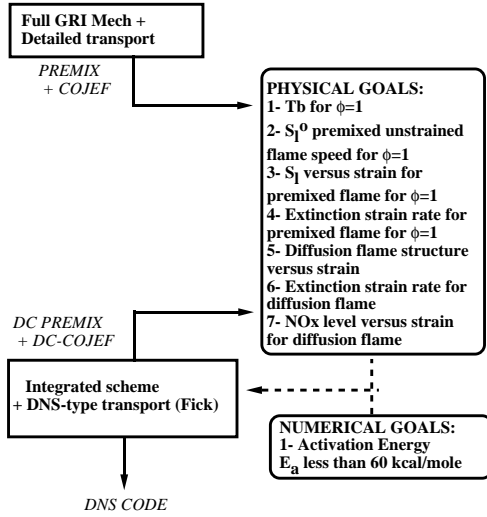 Full GRI Mech +
Detailed transport
PREMIX
+ COJEF
PHYSICAL GOALS:
1- Tb for ϕ=1
2- S_l^o premixed unstrained
flame speed for ϕ=1
3- S_l versus strain for
premixed flame for ϕ=1
4- Extinction strain rate for
premixed flame for ϕ=1
5- Diffusion flame structure
versus strain
6- Extinction strain rate for
diffusion flame
7- NOx level versus strain
for diffusion flame
DC PREMIX
+ DC-COJEF
Integrated scheme
+ DNS-type transport (Fick)
NUMERICAL GOALS:
1- Activation Energy
E_a less than 60 kcal/mole
DNS CODE